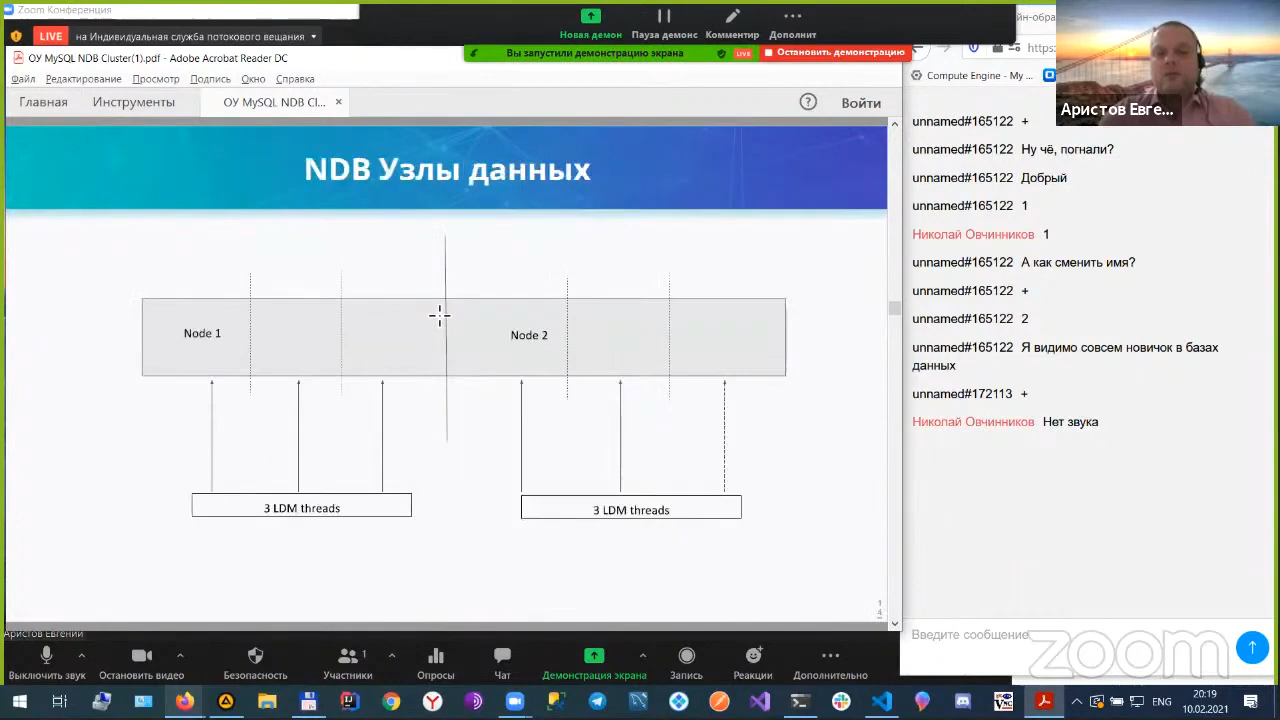 Zoom Конференция
LIVE на Индивидуальная служба потокового вещания
Новая демон Пауза демонс Комментир Дополнит
Вы запустили демонстрацию экрана LIVE Остановить демонстрацию
ОУ MySQL NDB Cluster(1).pdf - Adobe Acrobat Reader DC
Файл Редактирование Просмотр Подпись Окно Справка
Главная Инструменты ОУ MySQL NDB Cl... × Войти
NDB Узлы данных
Node 1
Node 2
3 LDM threads
3 LDM threads
1
4
https:
Compute Engine - My ...
Аристов Евге...
unnamed#165122 +
unnamed#165122 Ну чё, погнали?
unnamed#165122 Добрый
unnamed#165122 1
Николай Овчинников 1
unnamed#165122 А как сменить имя?
unnamed#165122 +
unnamed#165122 2
unnamed#165122 Я видимо совсем новичок в базах
данных
unnamed#172113 +
Николай Овчинников Нет звука
Введите сообщение
zoom
Аристов Евгений
1
Выключить звук Остановить видео Безопасность Участники Опросы Чат Демонстрация экрана Запись Реакции Дополнительно
20:19
10.02.2021